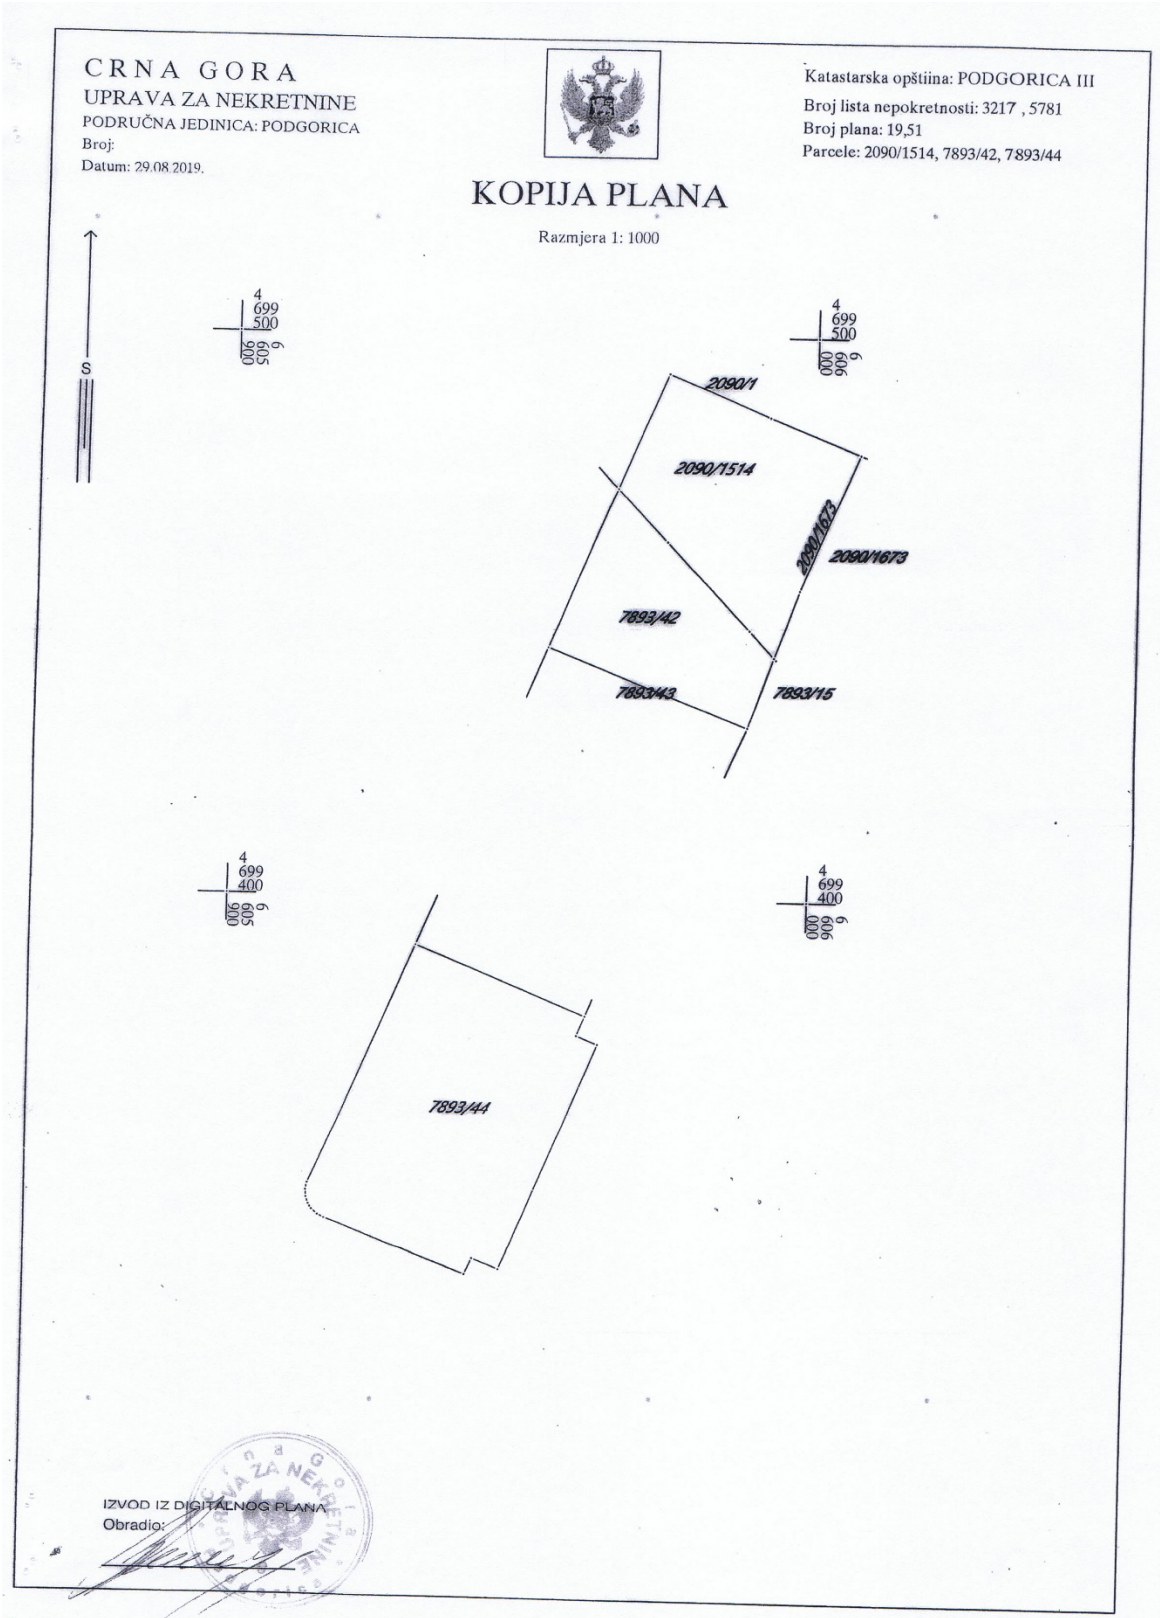 CRNA GORA
UPRAVA ZA NEKRETNINE
PODRUČNA JEDINICA: PODGORICA
Broj:
Datum: 29.08.2019.
Katastarska opština: PODGORICA III
Broj lista nepokretnosti: 3217 , 5781
Broj plana: 19,51
Parcele: 2090/1514, 7893/42, 7893/44
KOPIJA PLANA
Razmjera 1: 1000
S
4
699
500
6
605
900
4
699
500
6
606
000
2090/1
2090/1514
2090/1673
2090/1673
7893/42
7893/43
7893/15
4
699
400
6
605
900
4
699
400
6
606
000
7893/44
IZVOD IZ DIGITALNOG PLANA
Obradio:
Crna Gora
UPRAVA ZA NEKRETNINE
Podgorica